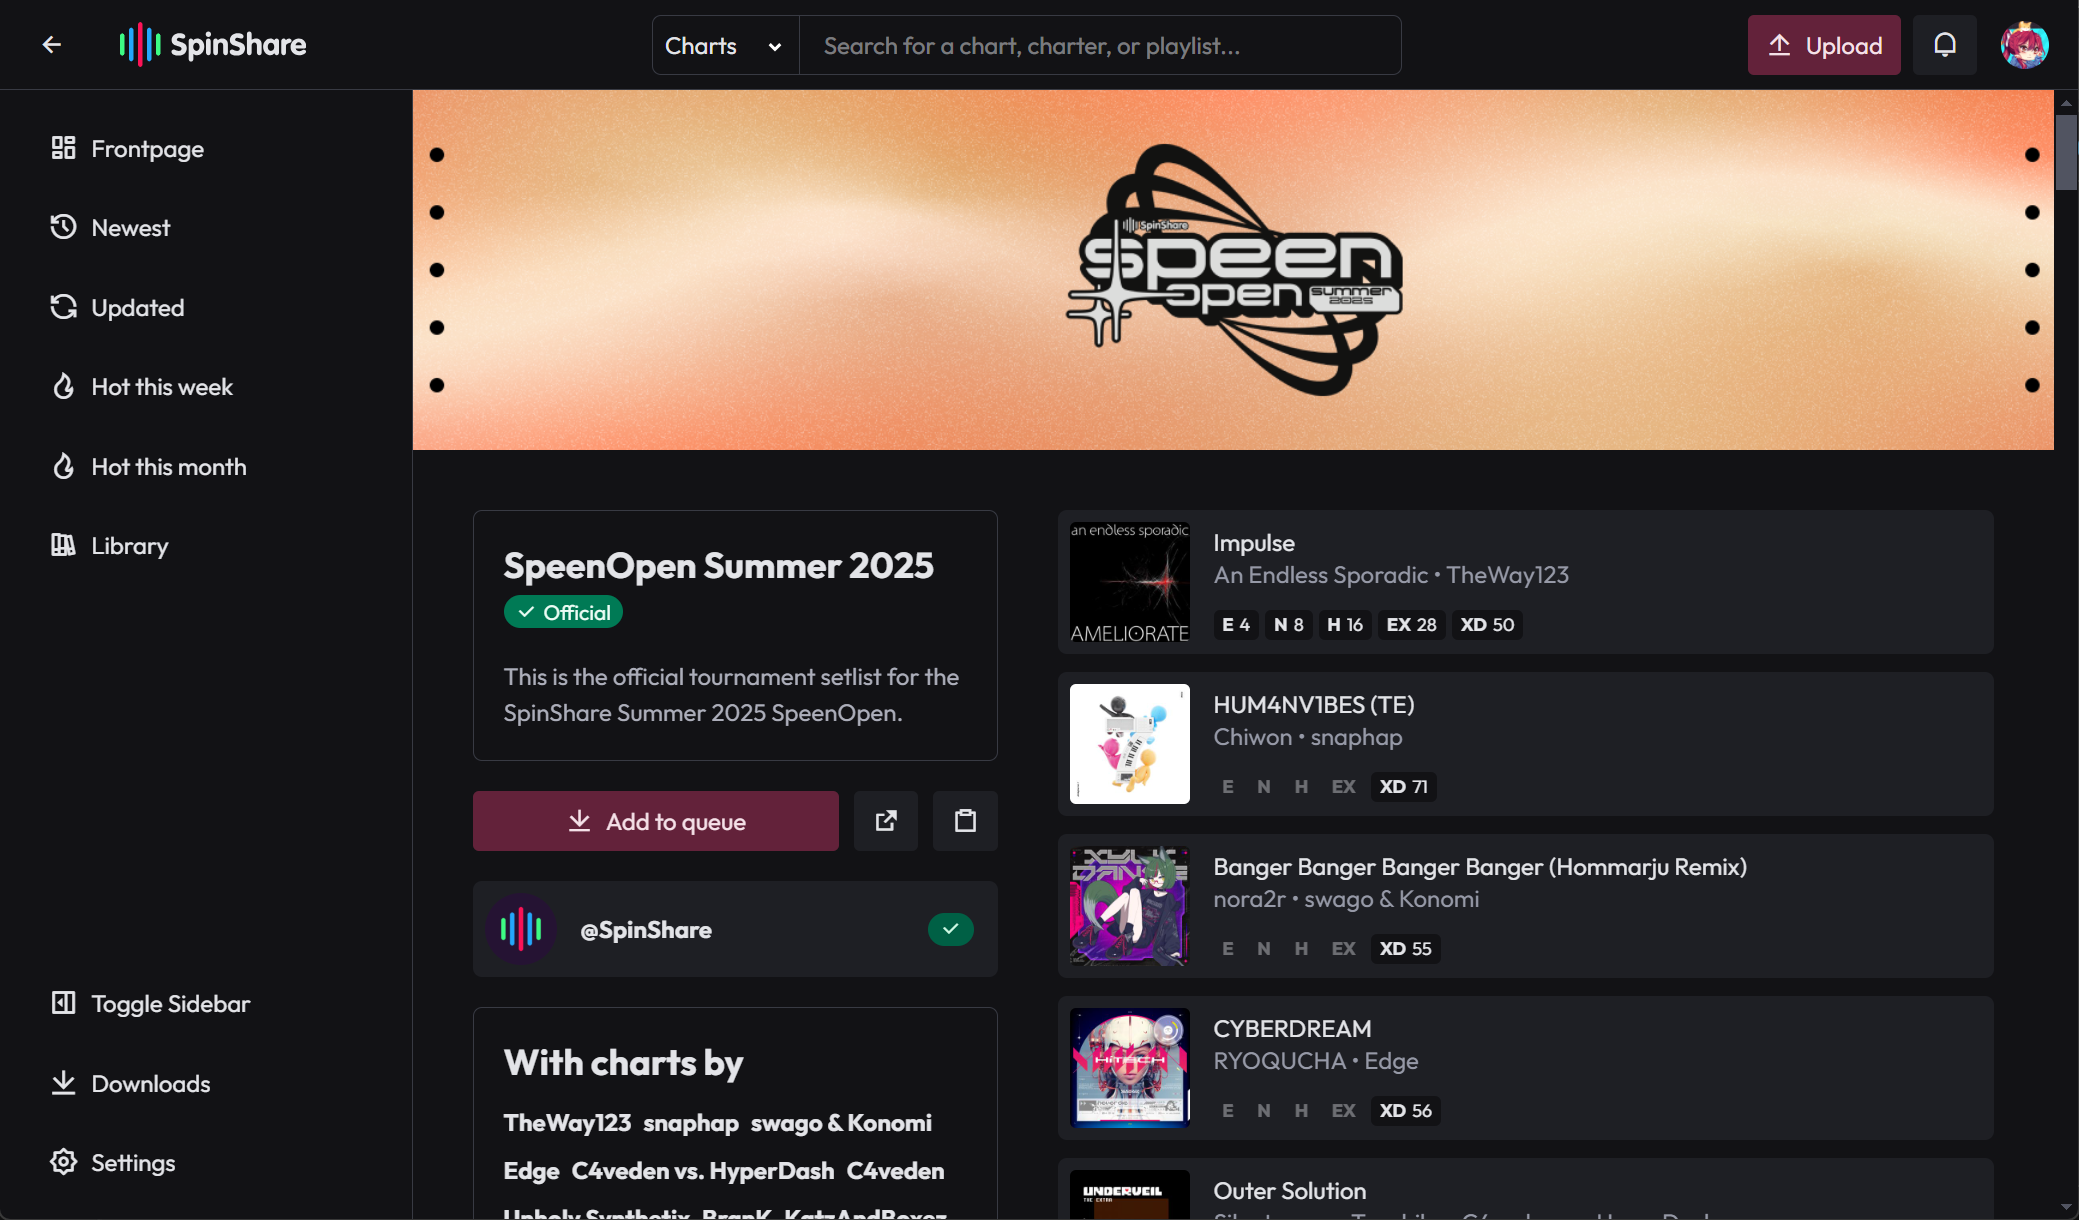 SpinShare
Charts
Search for a chart, charter, or playlist...
Upload
Frontpage
Newest
Updated
Hot this week
Hot this month
Library
Toggle Sidebar
Downloads
Settings
SpinShare
speen
open
summer
2025
SpeenOpen Summer 2025
Official
This is the official tournament setlist for the
SpinShare Summer 2025 SpeenOpen.
Add to queue
@SpinShare
With charts by
TheWay123 snaphap swago & Konomi
Edge C4veden vs. HyperDash C4veden
an endless sporadic
AMELIORATE
Impulse
An Endless Sporadic • TheWay123
E 4 N 8 H 16 EX 28 XD 50
HUM4NV1BES (TE)
Chiwon • snaphap
E N H EX XD 71
Banger Banger Banger Banger (Hommarju Remix)
nora2r • swago & Konomi
E N H EX XD 55
HiTECH
CYBERDREAM
RYOQUCHA • Edge
E N H EX XD 56
UNDERVEIL
THE EXTRA
Outer Solution